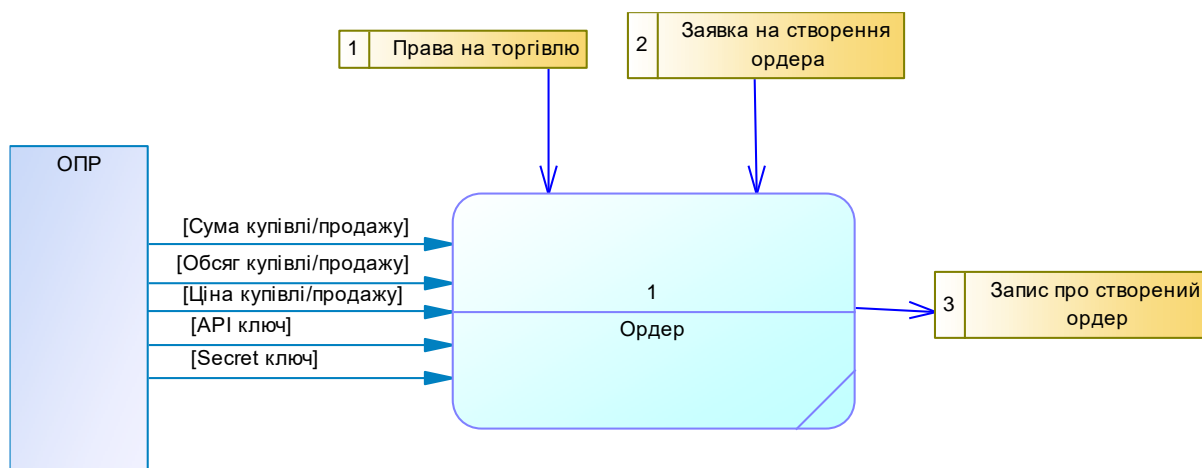 1
Права на торгівлю
2
Заявка на створення
ордера
ОПР
[Сума купівлі/продажу]
[Обсяг купівлі/продажу]
[Ціна купівлі/продажу]
[API ключ]
[Secret ключ]
1
Ордер
3
Запис про створений
ордер